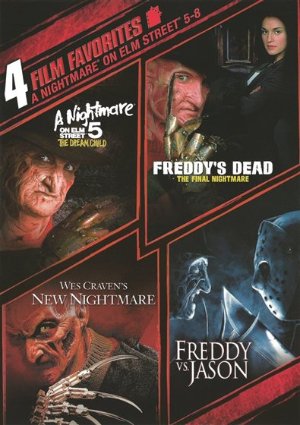 4 FILM FAVORITES
A NIGHTMARE ON ELM STREET 5-8
A Nightmare
ON ELM STREET 5
THE DREAM CHILD
FREDDY'S DEAD
THE FINAL NIGHTMARE
WES CRAVEN'S
NEW NIGHTMARE
FREDDY
VS. JASON